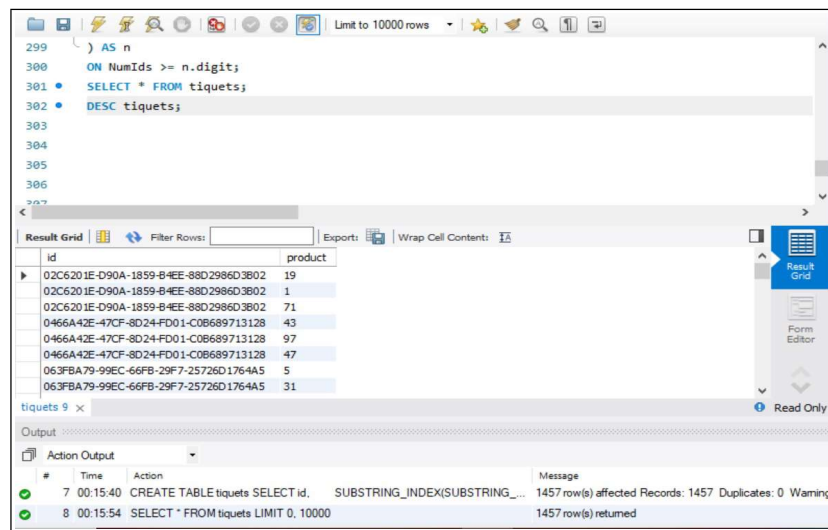 Limit to 10000 rows
299 ) AS n
300 ON NumIds >= n.digit;
301 SELECT * FROM tiquets;
302 DESC tiquets;
303
304
305
306
307
Result Grid Filter Rows: Export: Wrap Cell Content:
id product
02C6201E-D90A-1859-B4EE-88D2986D3B02 19
02C6201E-D90A-1859-B4EE-88D2986D3B02 1
02C6201E-D90A-1859-B4EE-88D2986D3B02 71
0466A42E-47CF-8D24-FD01-C0B689713128 43
0466A42E-47CF-8D24-FD01-C0B689713128 97
0466A42E-47CF-8D24-FD01-C0B689713128 47
063FBA79-99EC-66FB-29F7-25726D1764A5 5
063FBA79-99EC-66FB-29F7-25726D1764A5 31
Result Grid
Form Editor
tiquets 9 Read Only
Output
Action Output
# Time Action Message
7 00:15:40 CREATE TABLE tiquets SELECT id, SUBSTRING_INDEX(SUBSTRING_... 1457 row(s) affected Records: 1457 Duplicates: 0 Warning
8 00:15:54 SELECT * FROM tiquets LIMIT 0, 10000 1457 row(s) returned